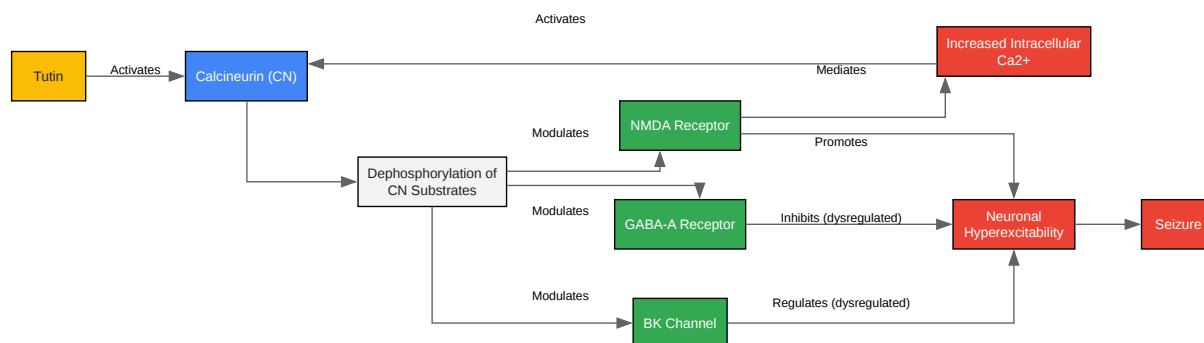 Activates
Increased Intracellular
Ca2+
Tutin
Activates
Calcineurin (CN)
Mediates
NMDA Receptor
Modulates
Promotes
Dephosphorylation of
CN Substrates
Modulates
GABA-A Receptor
Inhibits (dysregulated)
Neuronal
Hyperexcitability
Seizure
Modulates
Regulates (dysregulated)
BK Channel